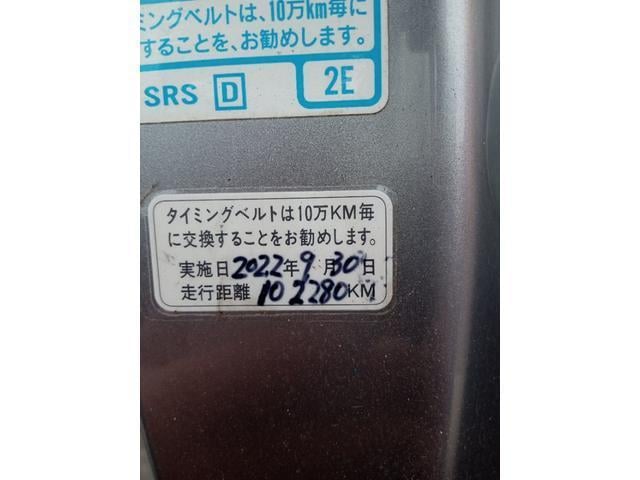 ミングベルトは、10万km毎に
することを、お勧めします。
SRS D 2E
タイミングベルトは10万KM毎
に交換することをお勧めします。
実施日2022年9月30日
走行距離102280KM